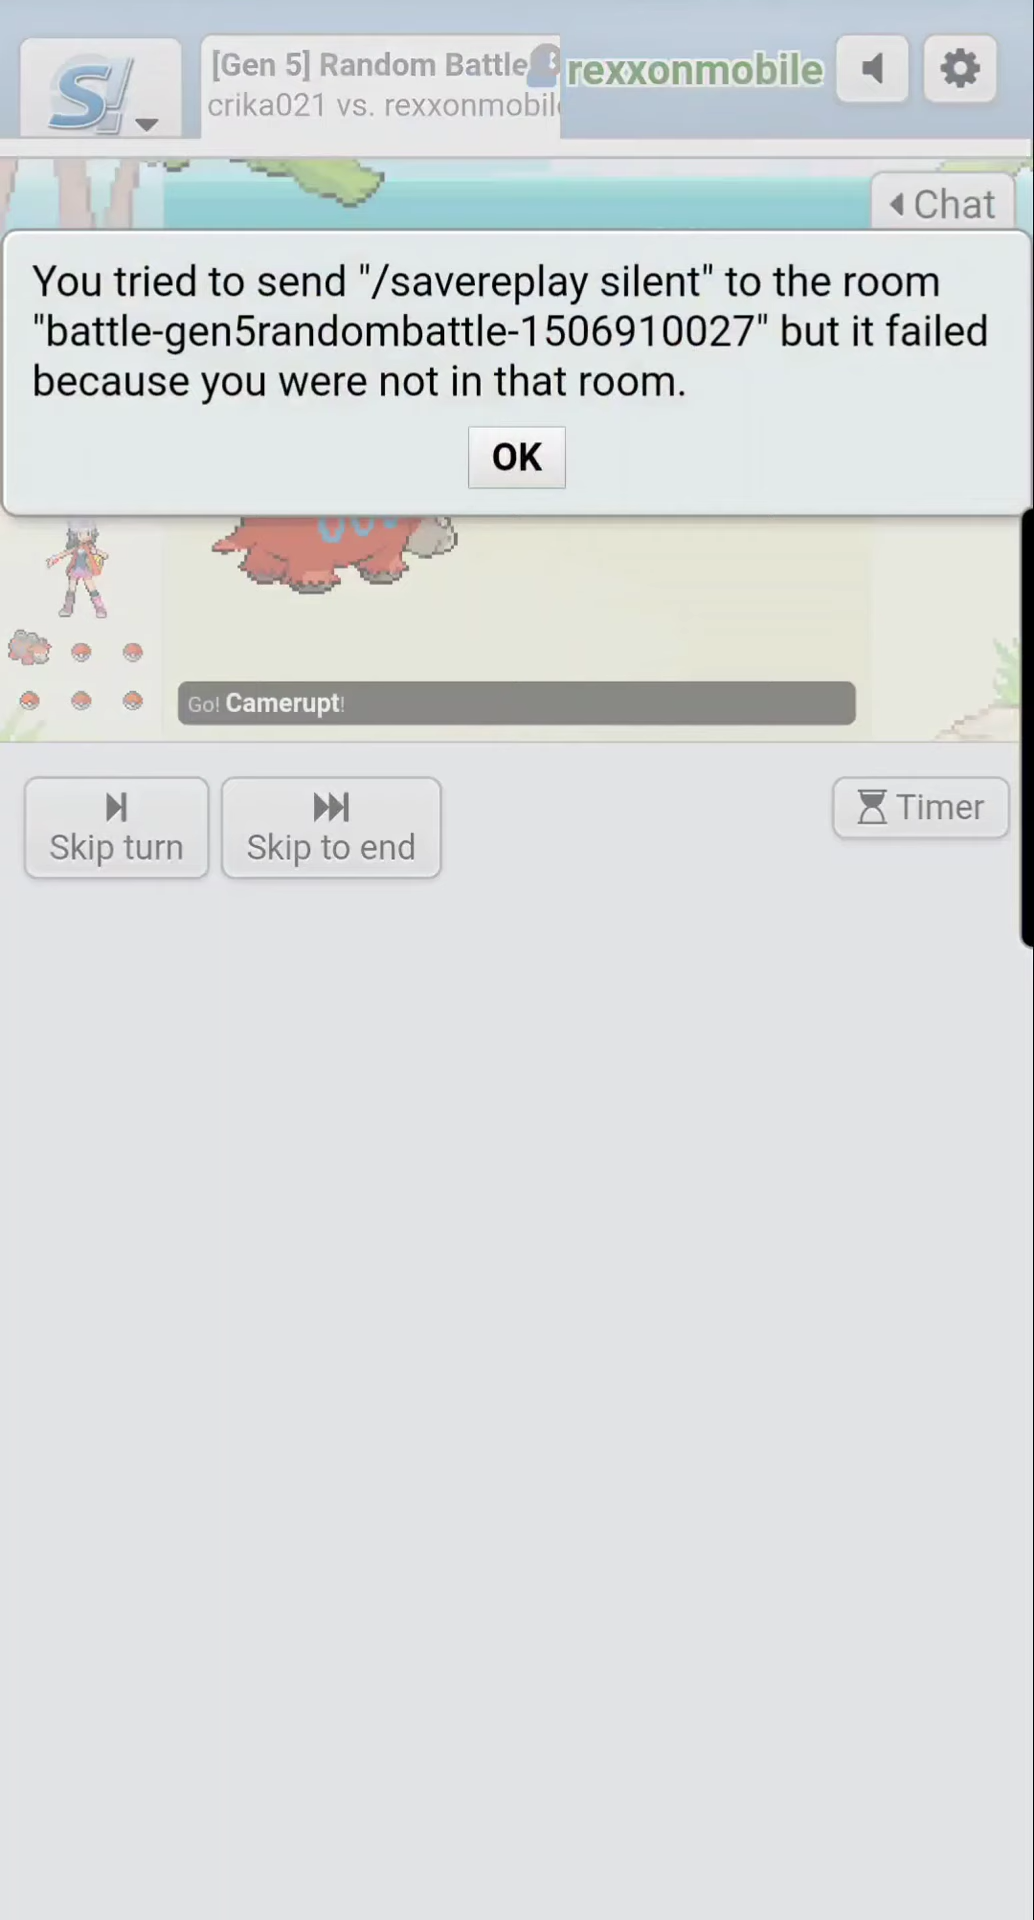 S!
[Gen 5] Random Battle
crika021 vs. rexxonmobile
rexxonmobile
Chat
You tried to send "/savereplay silent" to the room
"battle-gen5randombattle-1506910027" but it failed
because you were not in that room.
OK
Go! Camerupt!
Skip turn
Skip to end
Timer